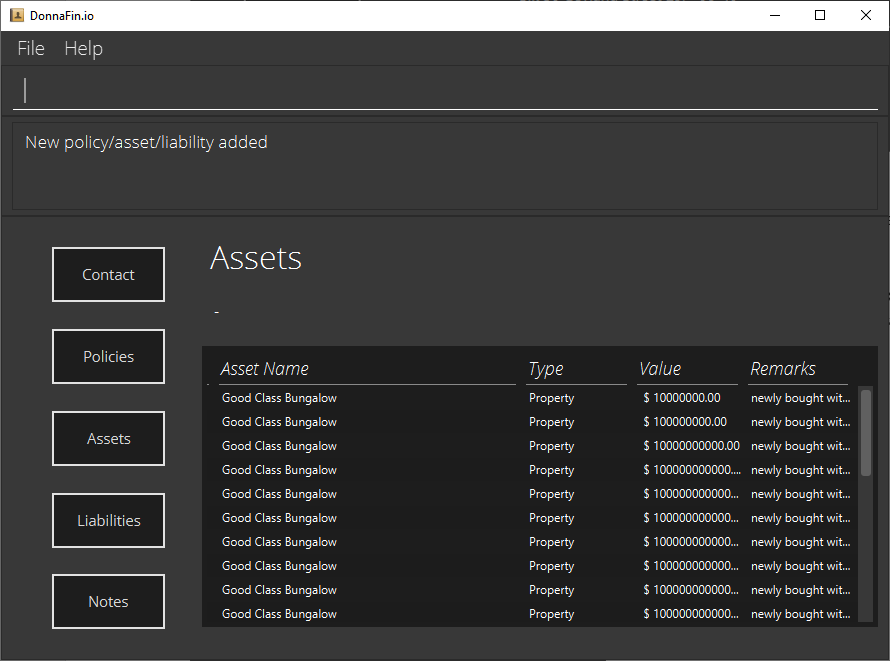 DonnaFin.io
File Help
New policy/asset/liability added
Contact
Policies
Assets
Liabilities
Notes
Assets
-
Asset Name Type Value Remarks
Good Class Bungalow Property $ 10000000.00 newly bought wit...
Good Class Bungalow Property $ 100000000.00 newly bought wit...
Good Class Bungalow Property $ 10000000000.00 newly bought wit...
Good Class Bungalow Property $ 100000000000.... newly bought wit...
Good Class Bungalow Property $ 100000000000... newly bought wit...
Good Class Bungalow Property $ 100000000000... newly bought wit...
Good Class Bungalow Property $ 100000000000... newly bought wit...
Good Class Bungalow Property $ 100000000000... newly bought wit...
Good Class Bungalow Property $ 100000000000... newly bought wit...
Good Class Bungalow Property $ 100000000000... newly bought wit...